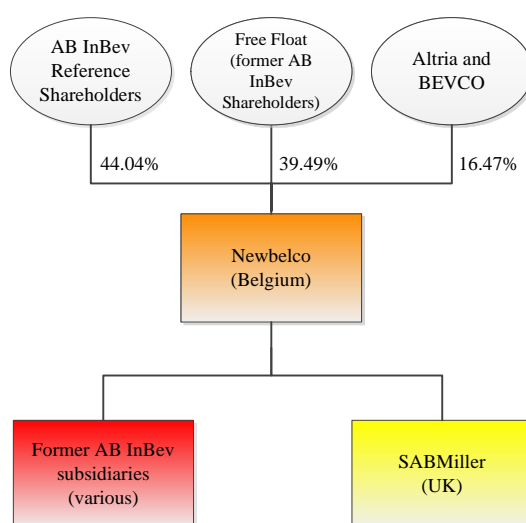 AB InBev
Reference
Shareholders
Free Float
(former AB
InBev
Shareholders)
Altria and
BEVCO
44.04%
39.49%
16.47%
Newbelco
(Belgium)
Former AB InBev
subsidiaries
(various)
SABMiller
(UK)